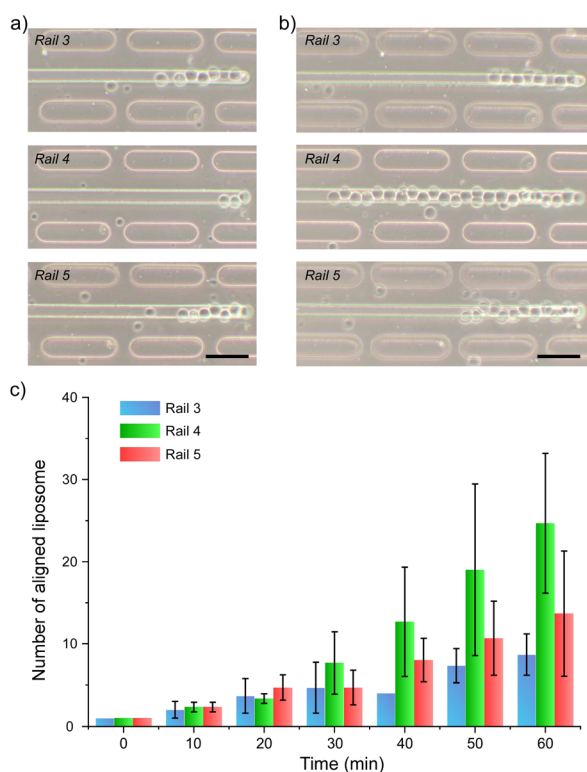 a)
b)
Rail 3
Rail 3
Rail 4
Rail 4
Rail 5
Rail 5
c)
40
30
20
10
0
Number of aligned liposome
Rail 3
Rail 4
Rail 5
0 10 20 30 40 50 60
Time (min)